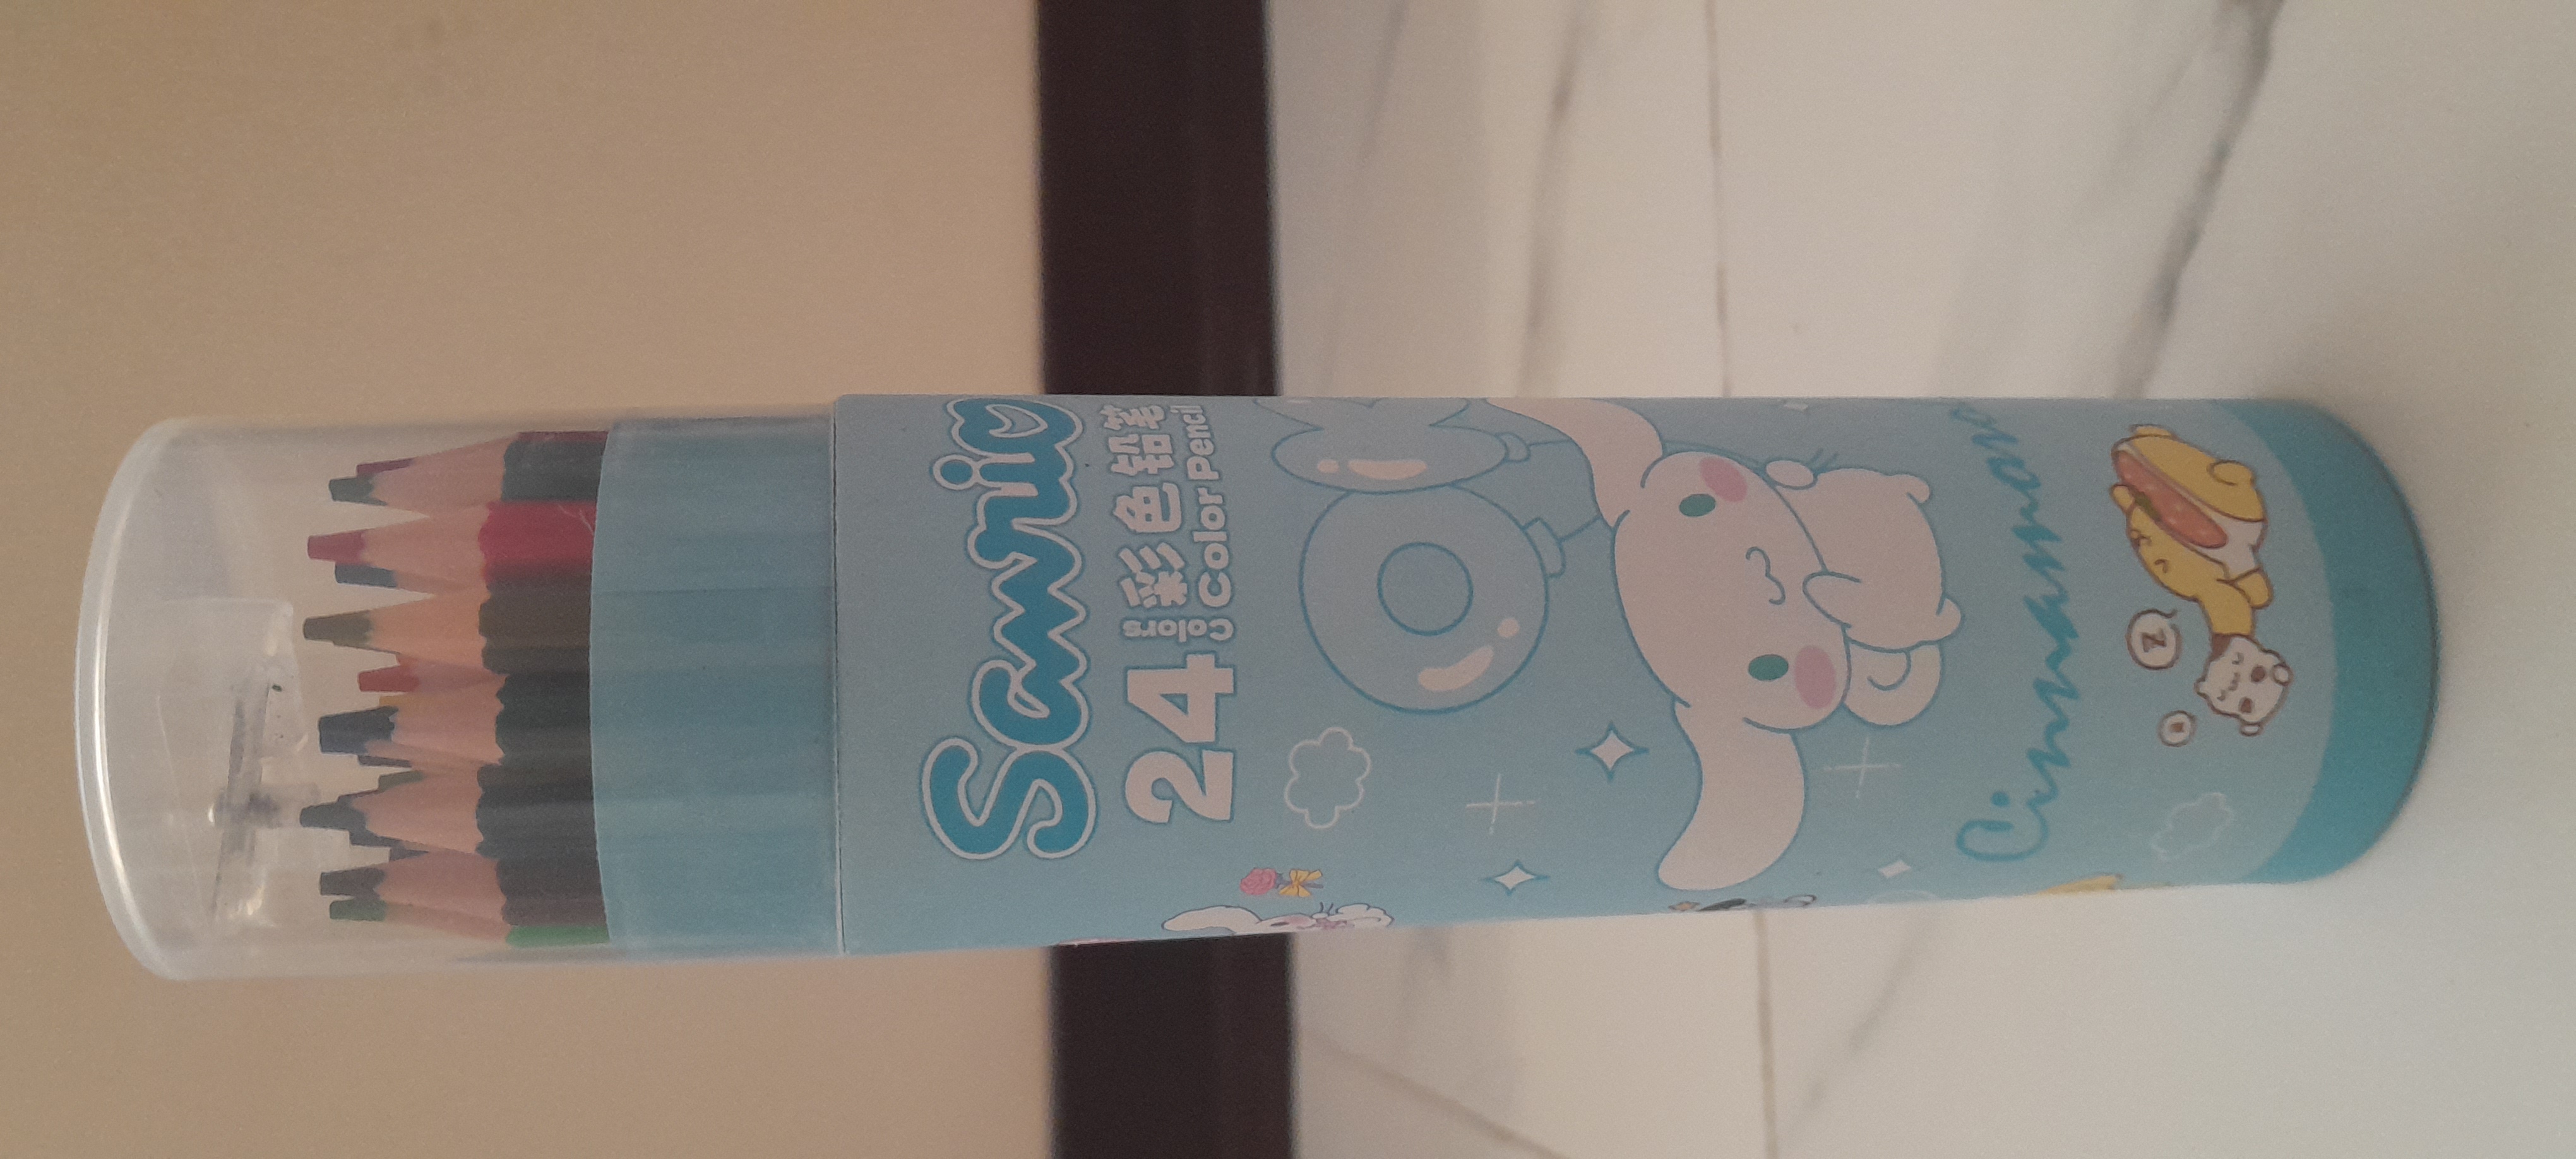 Sanrio
24 Colors 彩色铅笔
Color Pencil
Cinnamoro
Z